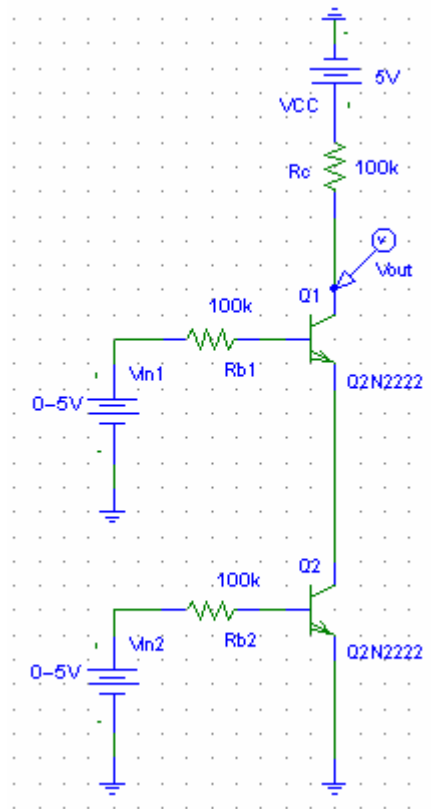 5V
VCC
Rc
100k
Vout
Q1
100k
Vin1
Rb1
Q2N2222
0-5V
Q2
100k
Vin2
Rb2
Q2N2222
0-5V